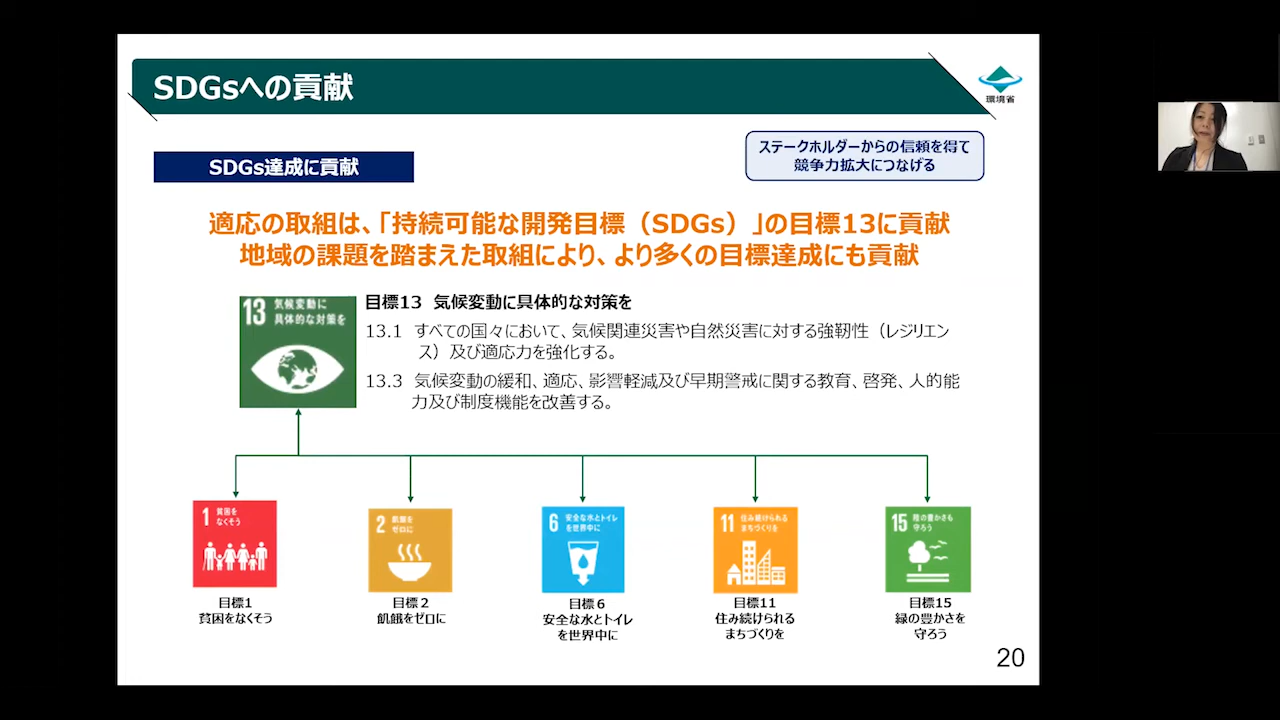 SDGsへの貢献
環境省
SDGs達成に貢献
ステークホルダーからの信頼を得て
競争力拡大につなげる
適応の取組は、「持続可能な開発目標（SDGs）」の目標13に貢献
地域の課題を踏まえた取組により、より多くの目標達成にも貢献
13 気候変動に
具体的な対策を
目標13 気候変動に具体的な対策を
13.1 すべての国々において、気候関連災害や自然災害に対する強靭性（レジリエン
ス）及び適応力を強化する。
13.3 気候変動の緩和、適応、影響軽減及び早期警戒に関する教育、啓発、人的能
力及び制度機能を改善する。
1 貧困を
なくそう
2 飢餓を
ゼロに
6 安全な水とトイレ
を世界中に
11 住み続けられる
まちづくりを
15 陸の豊かさも
守ろう
目標1
貧困をなくそう
目標２
飢餓をゼロに
目標６
安全な水とトイレ
を世界中に
目標11
住み続けられる
まちづくりを
目標15
緑の豊かさを
守ろう
20